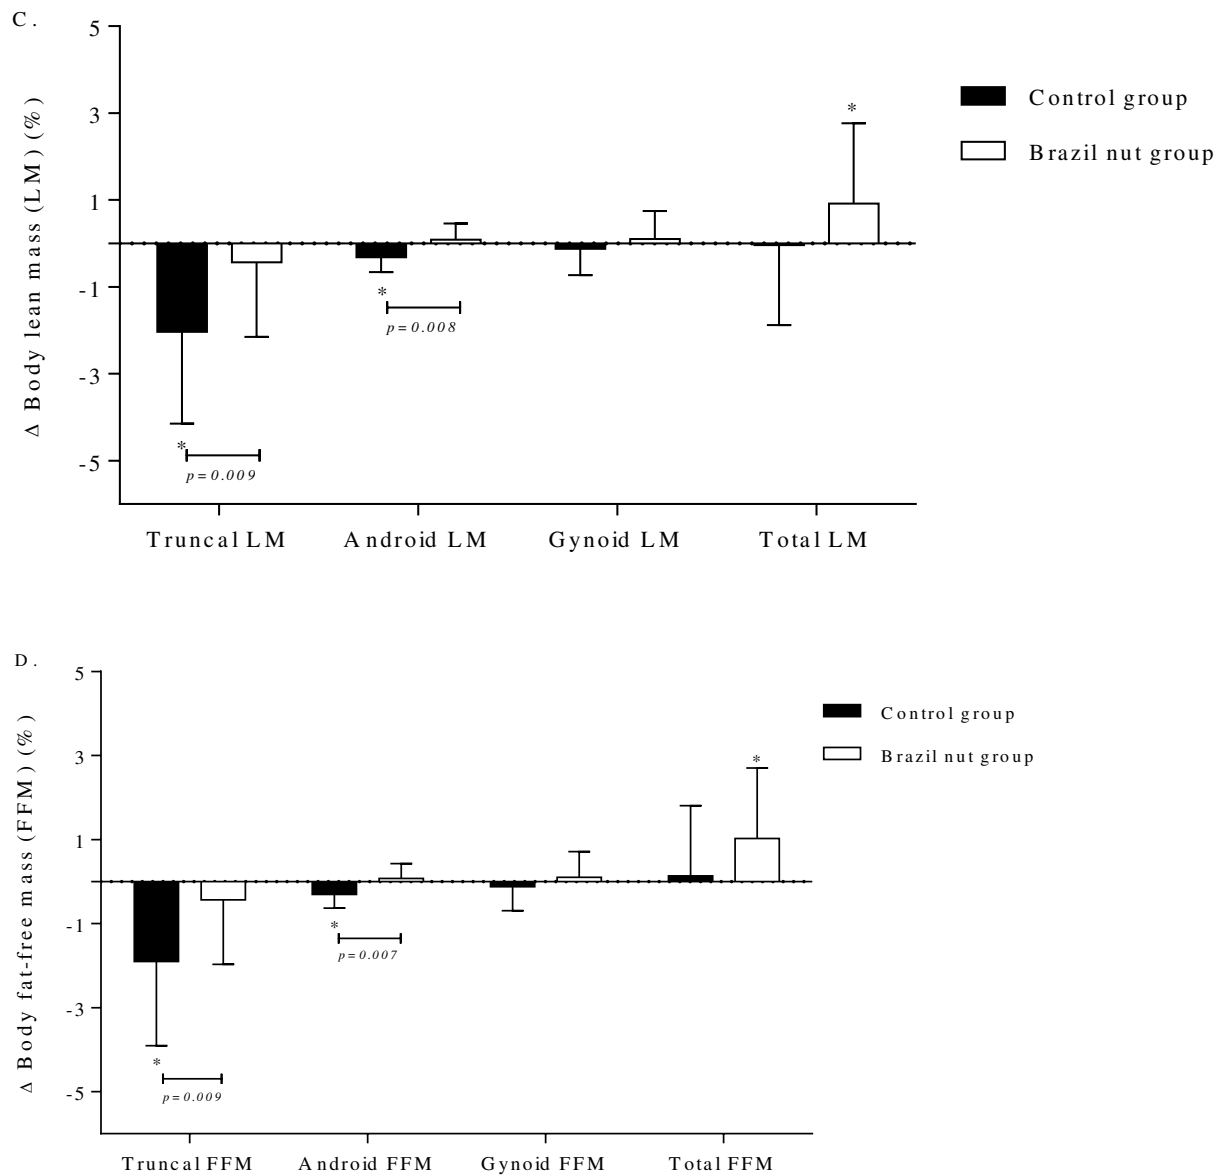 C.
5
3
1
-1
-3
-5
Δ Body lean mass (LM) (%)
*
p=0.009
*
p=0.008
*
Truncal LM
Android LM
Gynoid LM
Total LM
Control group
Brazil nut group
D.
5
3
1
-1
-3
-5
Δ Body fat-free mass (FFM) (%)
*
p=0.009
*
p=0.007
*
Truncal FFM
Android FFM
Gynoid FFM
Total FFM
Control group
Brazil nut group